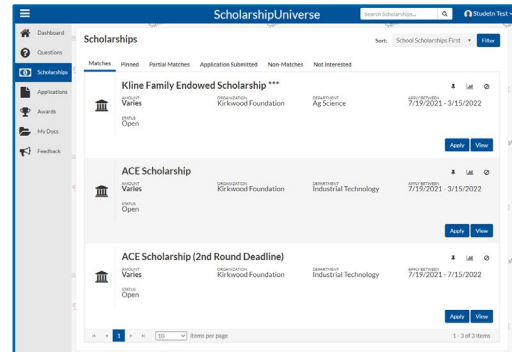 ScholarshipUniverse
Search Scholarships...
Studetn Test
Dashboard
Questions
Scholarships
Applications
Awards
My Docs
Feedback
Scholarships
Sort: School Scholarships First
Filter
Matches Pinned Partial Matches Application Submitted Non-Matches Not Interested
Kline Family Endowed Scholarship ***
AMOUNT ORGANIZATION DEPARTMENT APPLY BETWEEN
Varies Kirkwood Foundation Ag Science 7/19/2021 - 3/15/2022
STATUS
Open
Apply View
ACE Scholarship
AMOUNT ORGANIZATION DEPARTMENT APPLY BETWEEN
Varies Kirkwood Foundation Industrial Technology 7/19/2021 - 3/15/2022
STATUS
Open
Apply View
ACE Scholarship (2nd Round Deadline)
AMOUNT ORGANIZATION DEPARTMENT APPLY BETWEEN
Varies Kirkwood Foundation Industrial Technology 7/19/2021 - 7/15/2022
STATUS
Open
Apply View
1 10 items per page 1 - 3 of 3 items